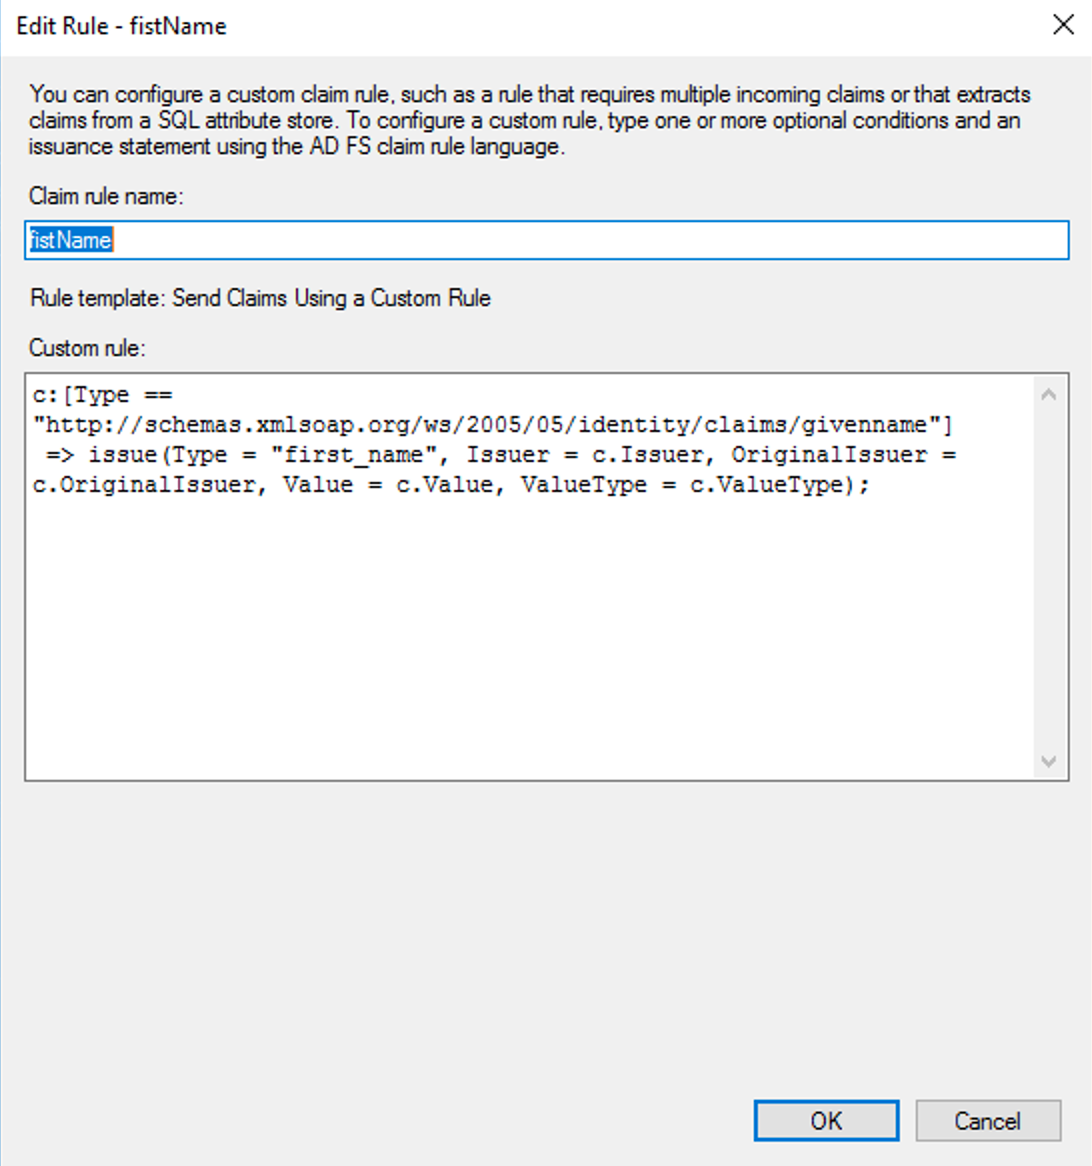 Edit Rule - fistName
You can configure a custom claim rule, such as a rule that requires multiple incoming claims or that extracts
claims from a SQL attribute store. To configure a custom rule, type one or more optional conditions and an
issuance statement using the AD FS claim rule language.
Claim rule name:
fistName
Rule template: Send Claims Using a Custom Rule
Custom rule:
c:[Type ==
"http://schemas.xmlsoap.org/ws/2005/05/identity/claims/givenname"]
 => issue(Type = "first_name", Issuer = c.Issuer, OriginalIssuer =
c.OriginalIssuer, Value = c.Value, ValueType = c.ValueType);
OK
Cancel